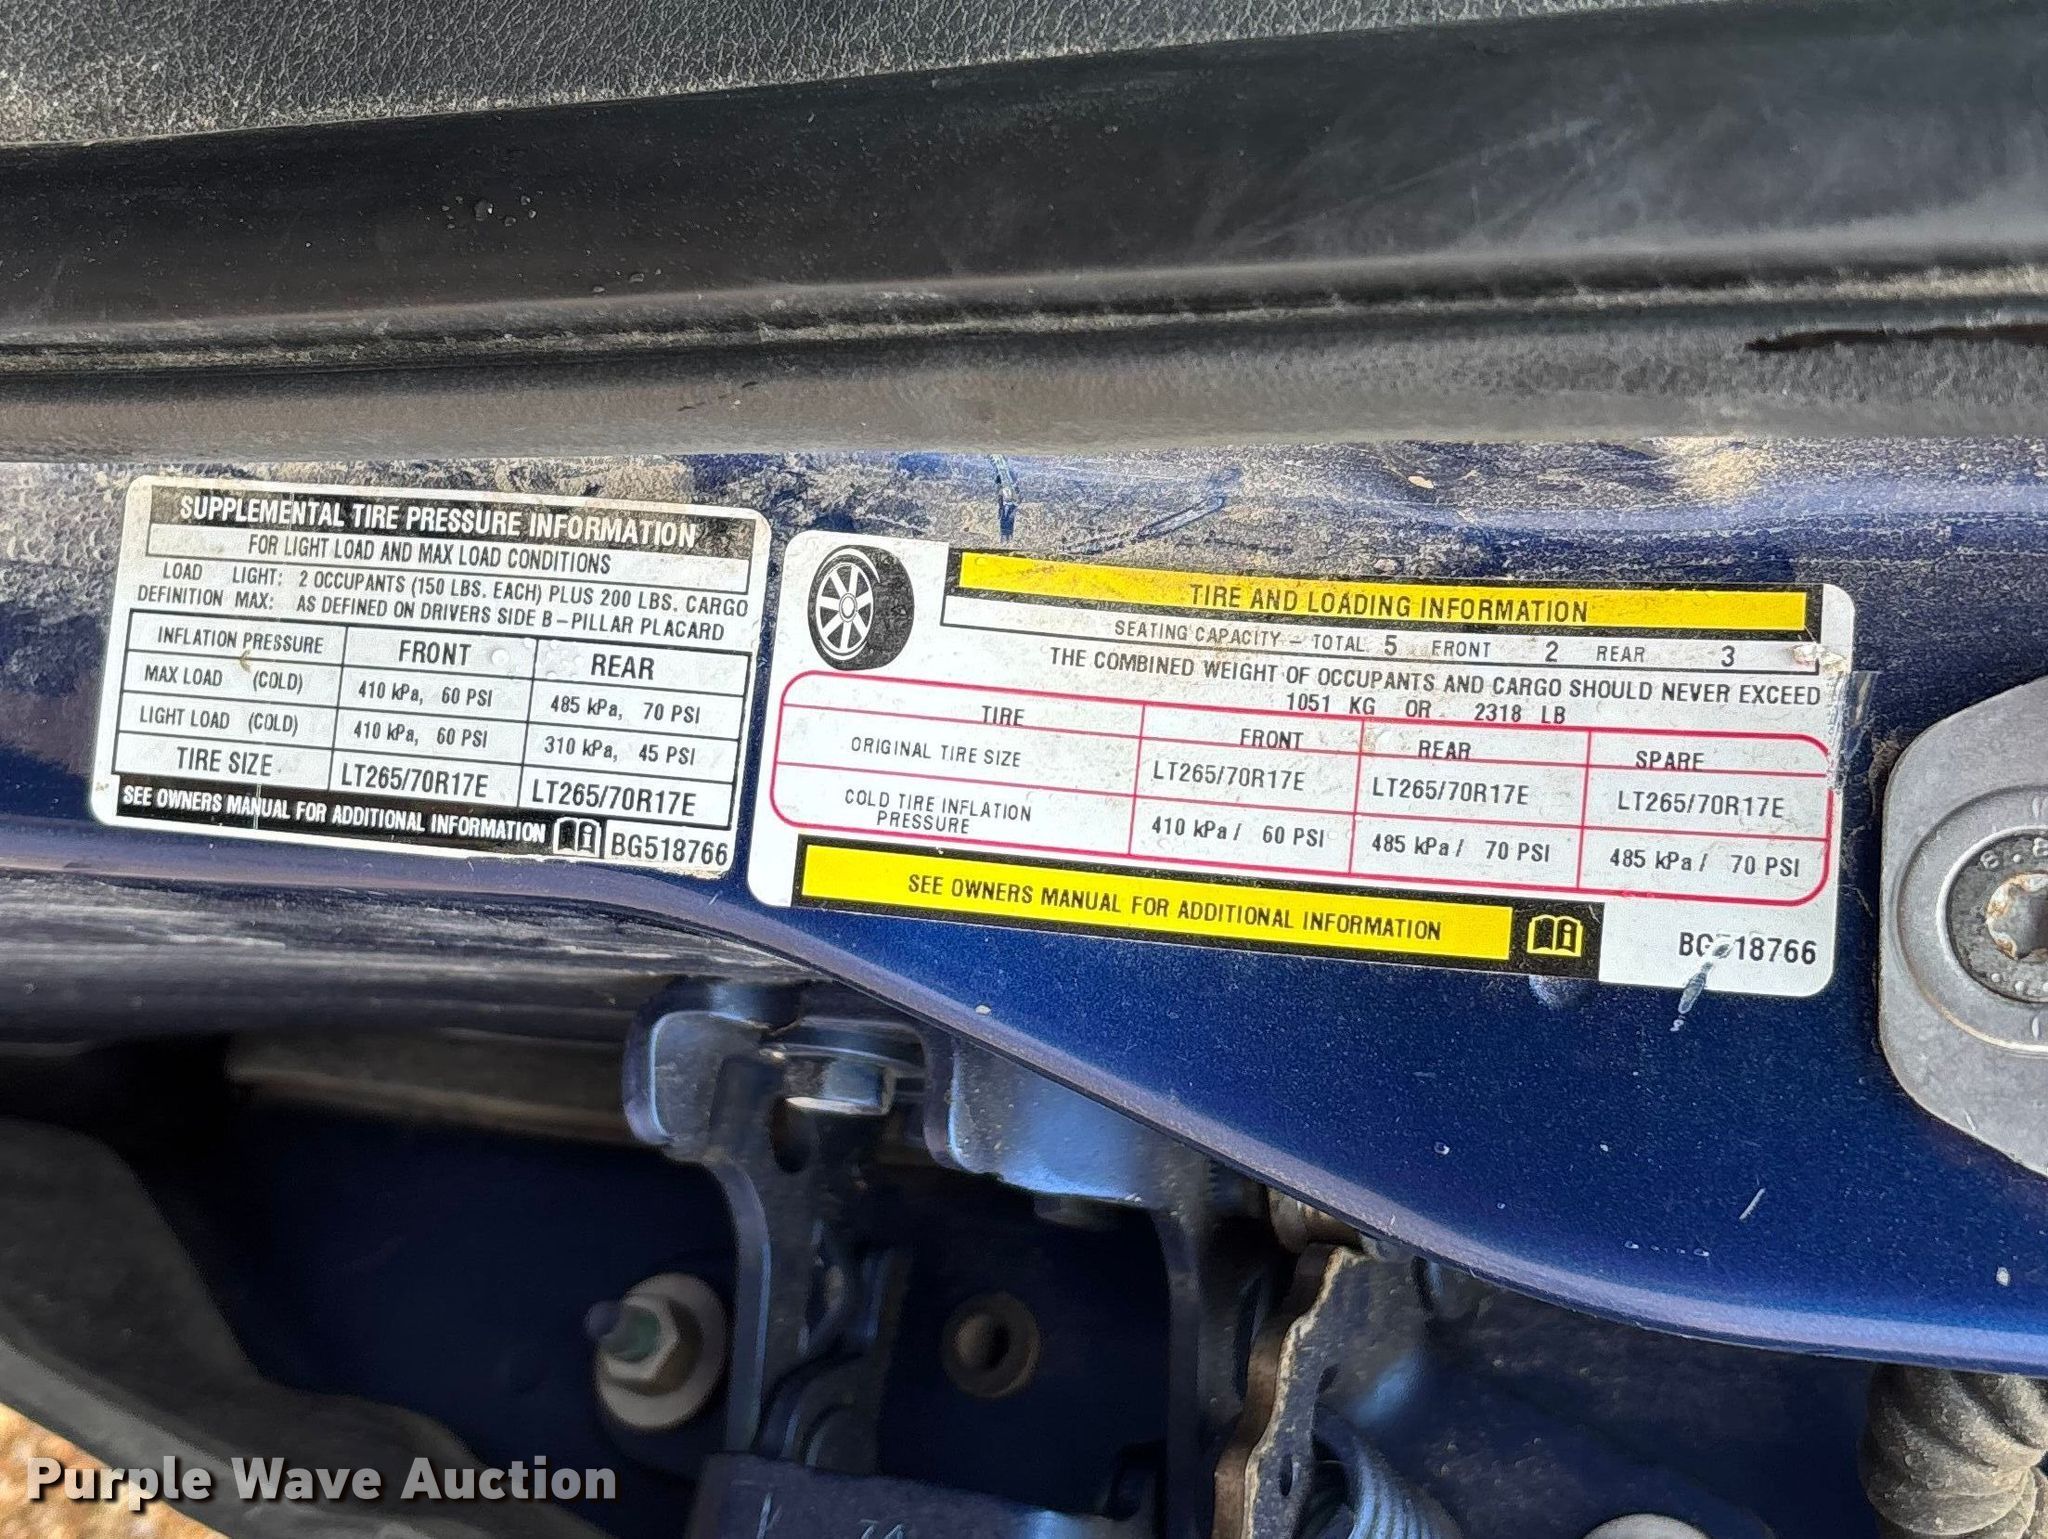 SUPPLEMENTAL TIRE PRESSURE INFORMATION
FOR LIGHT LOAD AND MAX LOAD CONDITIONS
LOAD LIGHT: 2 OCCUPANTS (150 LBS. EACH) PLUS 200 LBS. CARGO
DEFINITION MAX: AS DEFINED ON DRIVERS SIDE B-PILLAR PLACARD
INFLATION PRESSURE FRONT REAR
MAX LOAD (COLD) 410 kPa, 60 PSI 485 kPa, 70 PSI
LIGHT LOAD (COLD) 410 kPa, 60 PSI 310 kPa, 45 PSI
TIRE SIZE LT265/70R17E LT265/70R17E
SEE OWNERS MANUAL FOR ADDITIONAL INFORMATION BG518766
TIRE AND LOADING INFORMATION
SEATING CAPACITY - TOTAL 5 FRONT 2 REAR 3
THE COMBINED WEIGHT OF OCCUPANTS AND CARGO SHOULD NEVER EXCEED
1051 KG OR 2318 LB
TIRE FRONT REAR SPARE
ORIGINAL TIRE SIZE LT265/70R17E LT265/70R17E LT265/70R17E
COLD TIRE INFLATION
PRESSURE 410 kPa / 60 PSI 485 kPa / 70 PSI 485 kPa / 70 PSI
SEE OWNERS MANUAL FOR ADDITIONAL INFORMATION
Purple Wave Auction